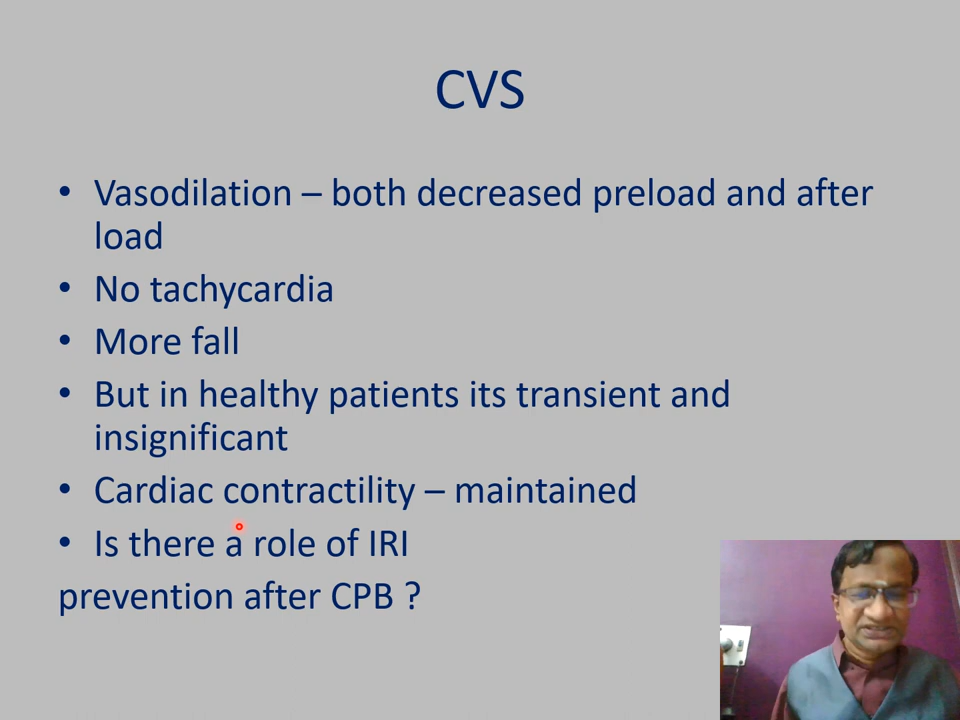 CVS
• Vasodilation – both decreased preload and after
load
• No tachycardia
• More fall
• But in healthy patients its transient and
insignificant
• Cardiac contractility – maintained
• Is there a role of IRI
prevention after CPB ?